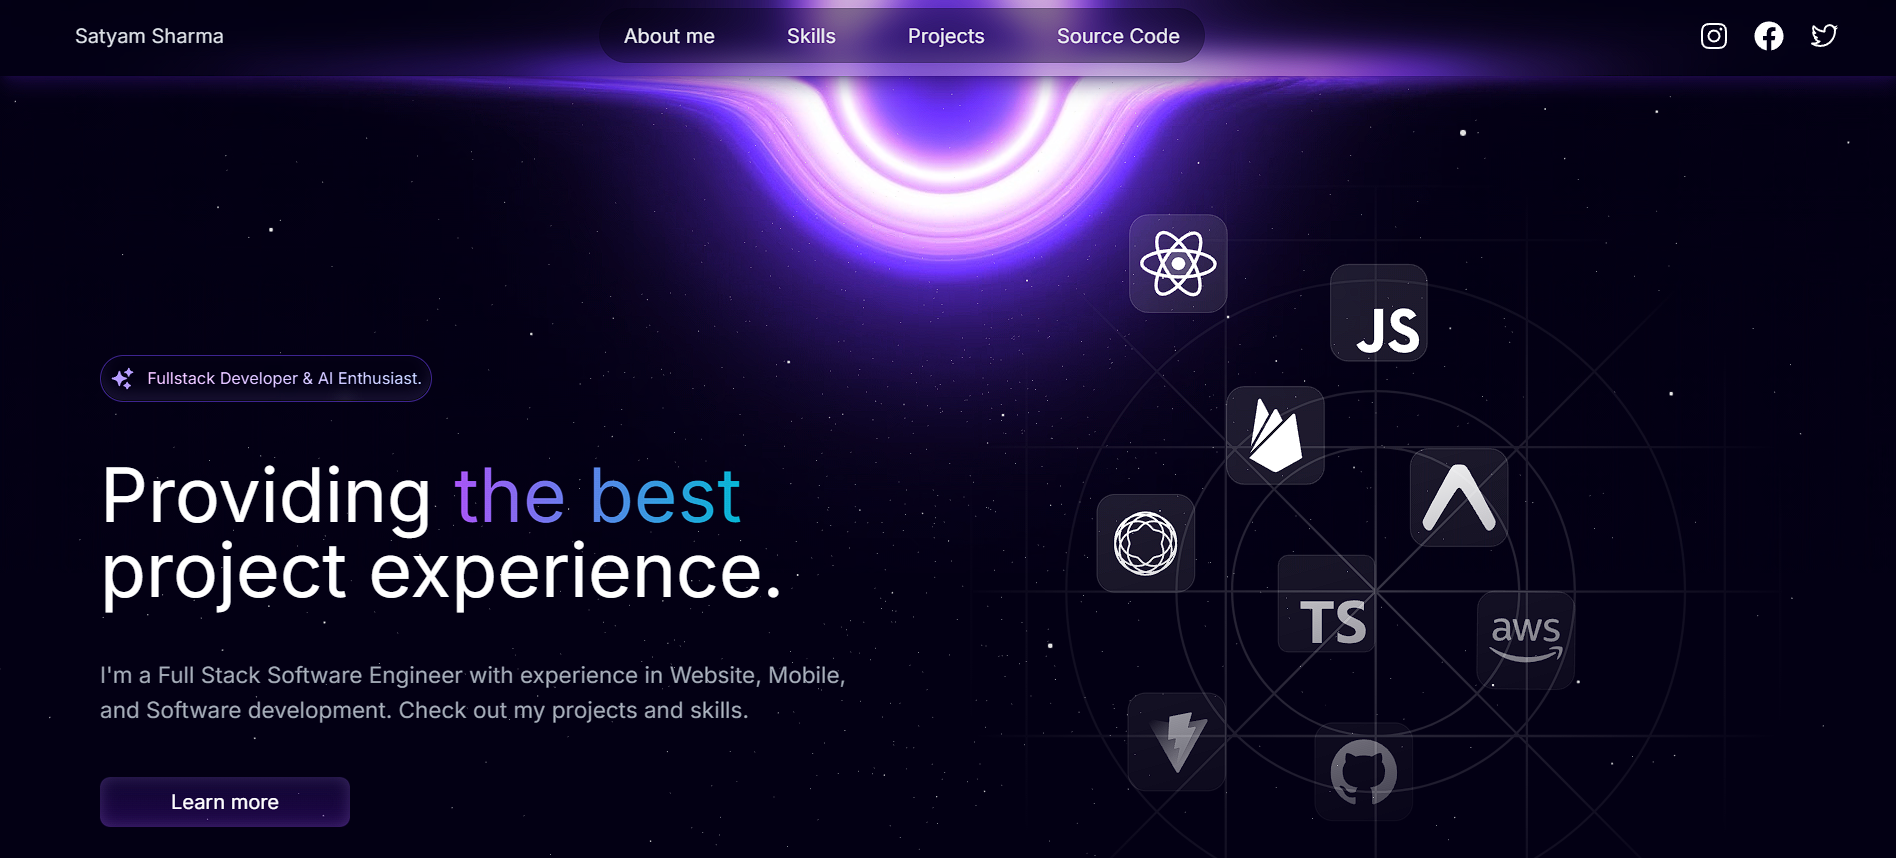 Satyam Sharma
About me
Skills
Projects
Source Code
Fullstack Developer & AI Enthusiast.
Providing the best
project experience.
I'm a Full Stack Software Engineer with experience in Website, Mobile,
and Software development. Check out my projects and skills.
Learn more
JS
TS
aws